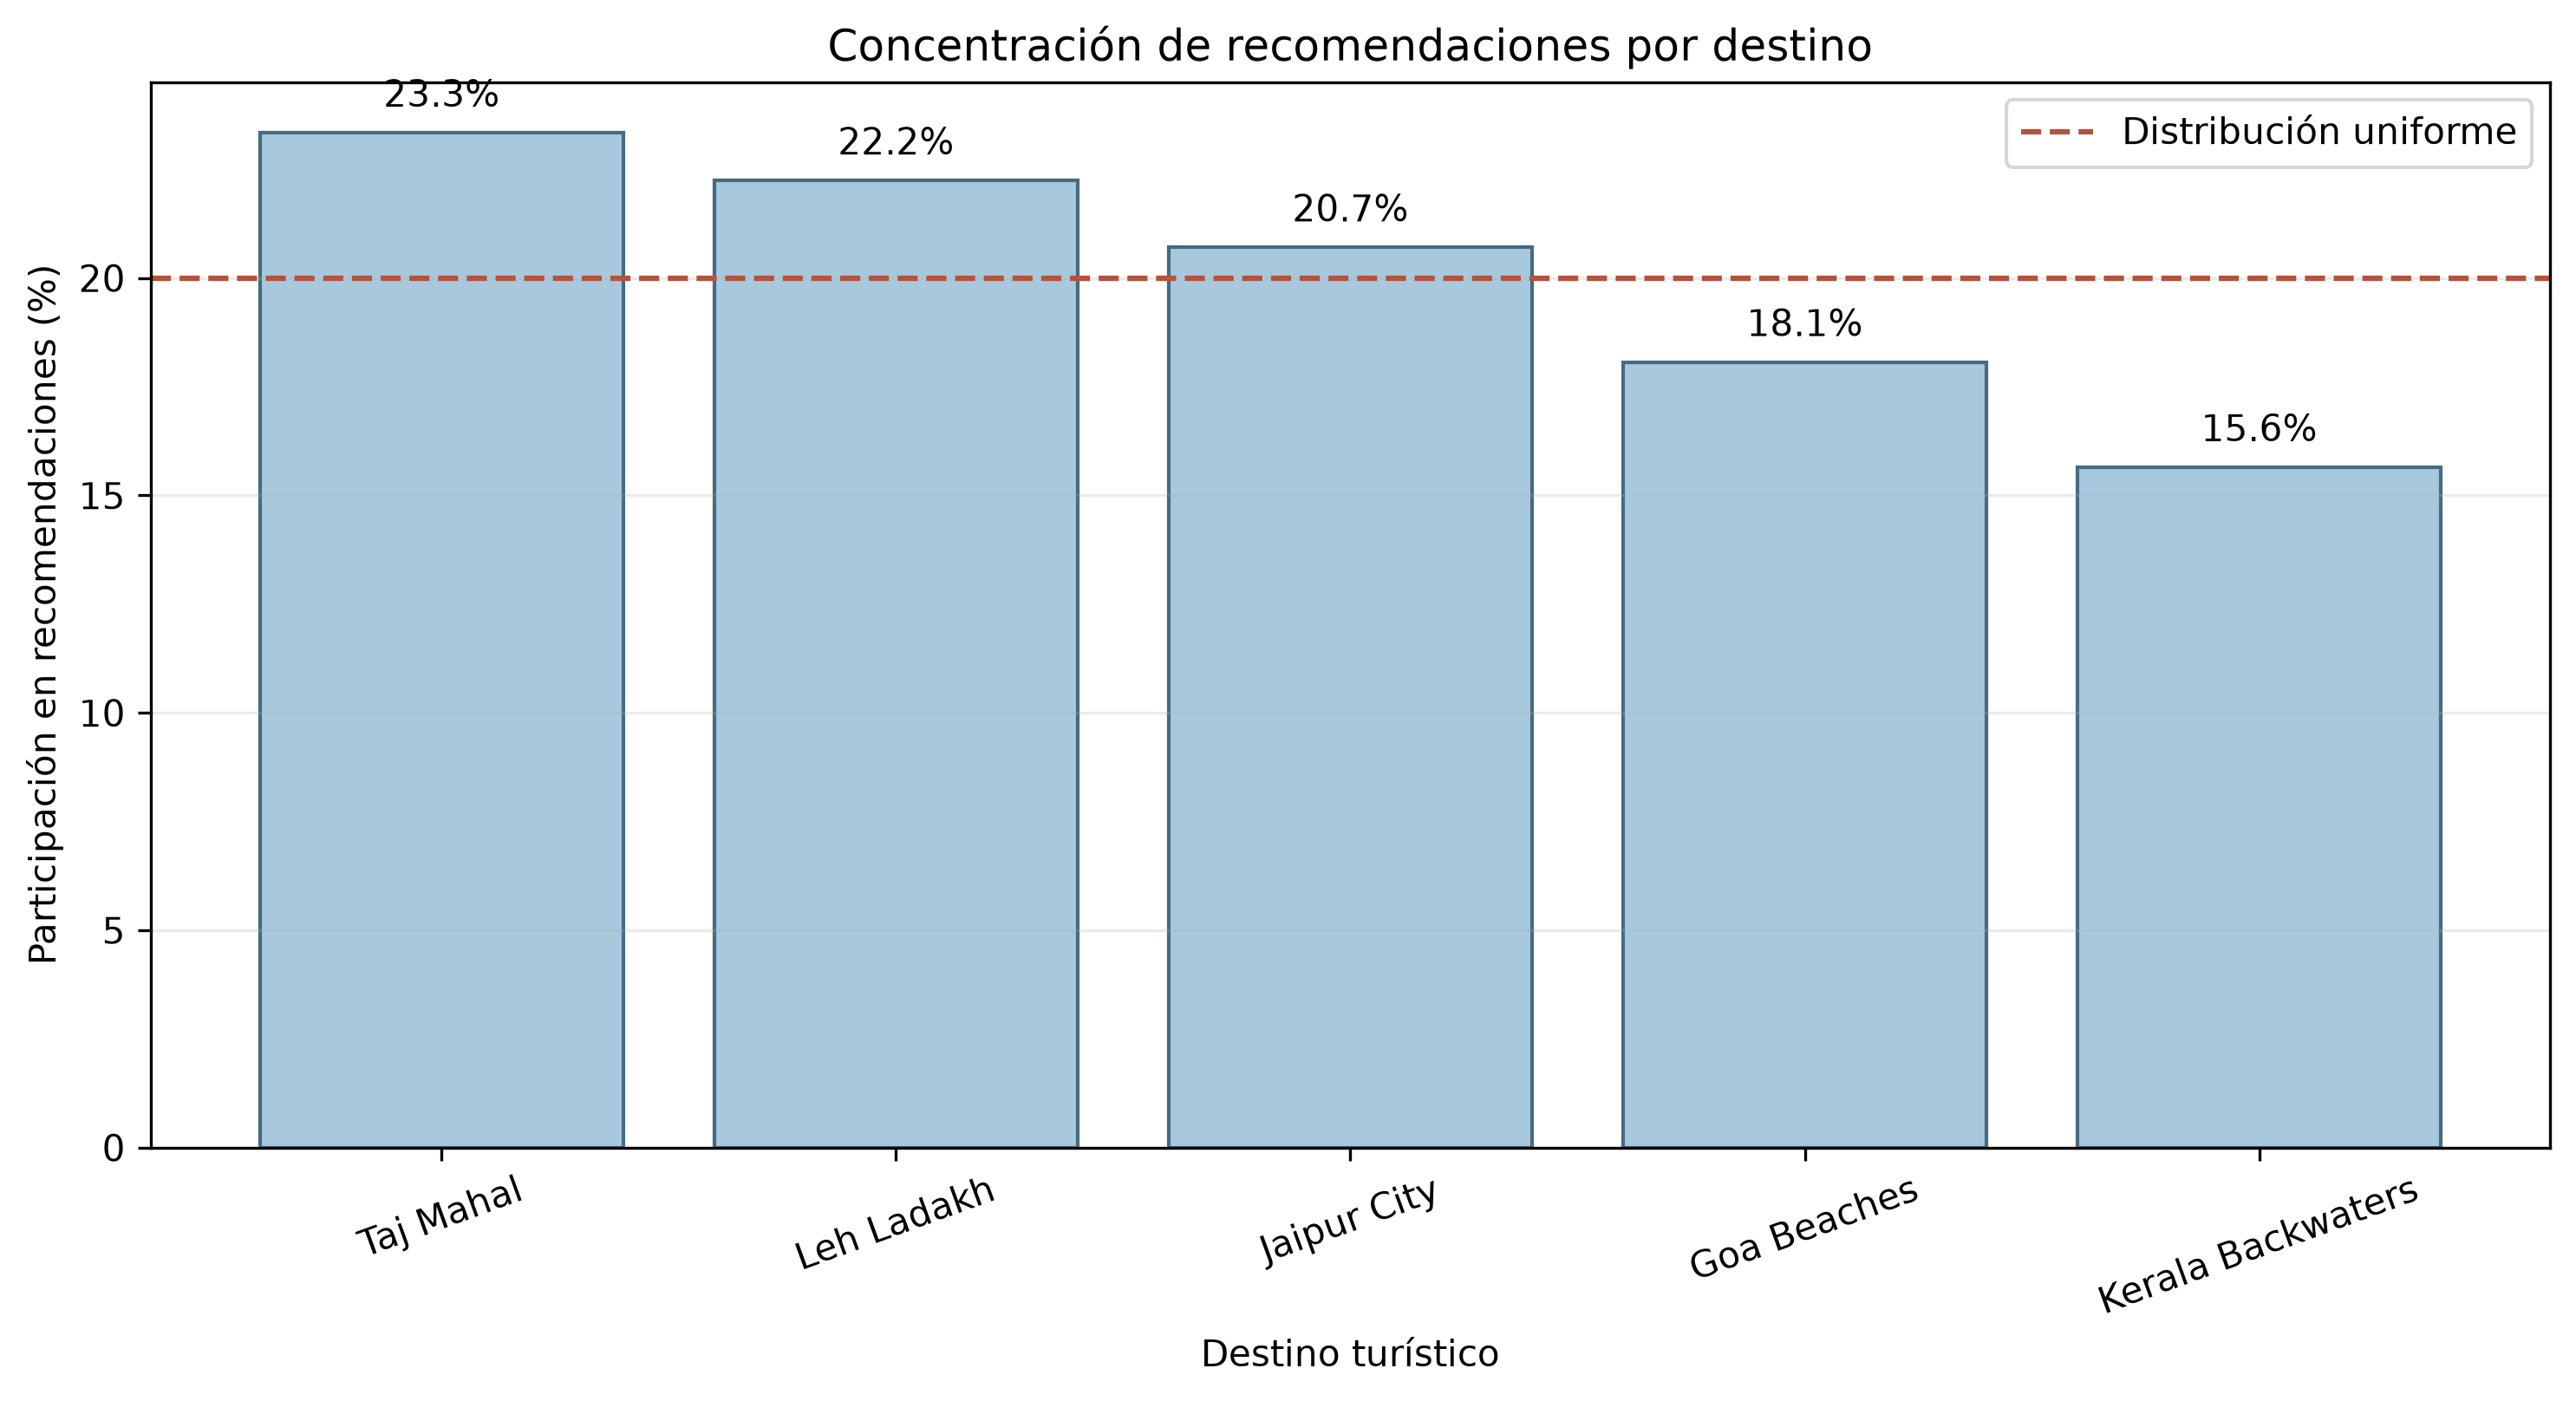 Concentración de recomendaciones por destino
23.3%
22.2%
20.7%
18.1%
15.6%
Distribución uniforme
Participación en recomendaciones (%)
20
15
10
5
0
Taj Mahal
Leh Ladakh
Jaipur City
Goa Beaches
Kerala Backwaters
Destino turístico